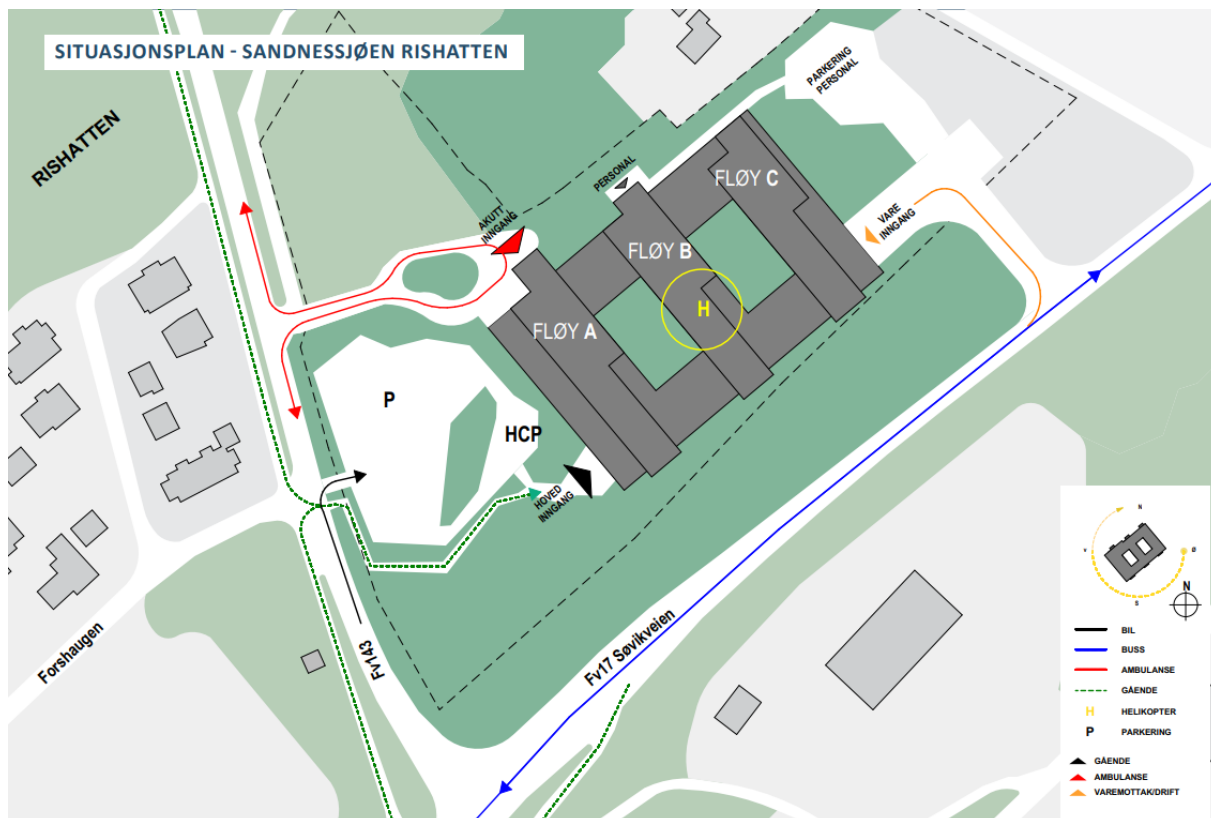 SITUASJONSPLAN - SANDNESSJØEN RISHATTEN
PARKERING
PERSONAL
RISHATTEN
PERSONAL
FLØY C
AKUTT
INNGANG
VARE
INNGANG
FLØY B
H
FLØY A
P
HCP
HOVED
INNGANG
Forshaugen
Fv143
Fv17 Søvikveien
N
V
Ø
S
N
BIL
BUSS
AMBULANSE
GÅENDE
H HELIKOPTER
P PARKERING
GÅENDE
AMBULANSE
VAREMOTTAK/DRIFT